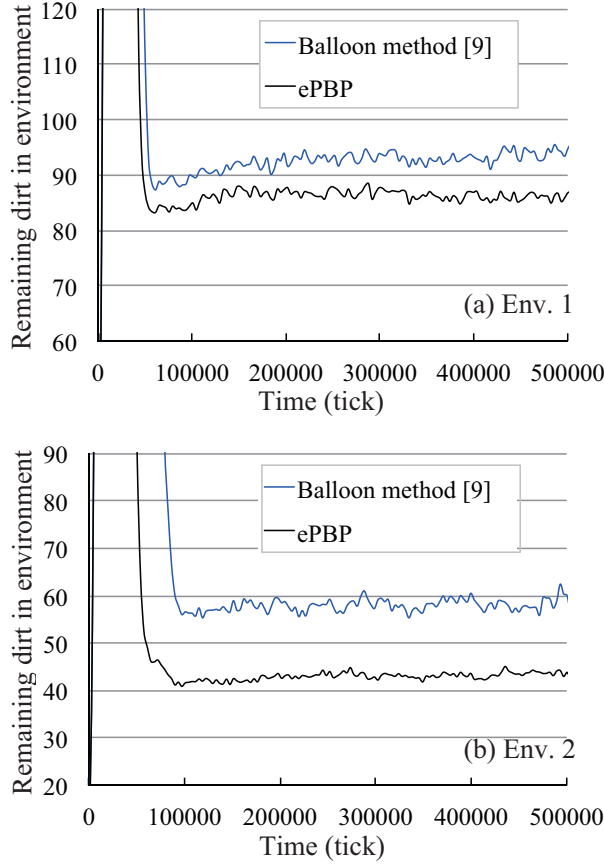 120
110
100
90
80
70
60
Remaining dirt in environment
Balloon method [9]
ePBP
(a) Env. 1
0 100000 200000 300000 400000 500000
Time (tick)
90
80
70
60
50
40
30
20
Remaining dirt in environment
Balloon method [9]
ePBP
(b) Env. 2
0 100000 200000 300000 400000 500000
Time (tick)